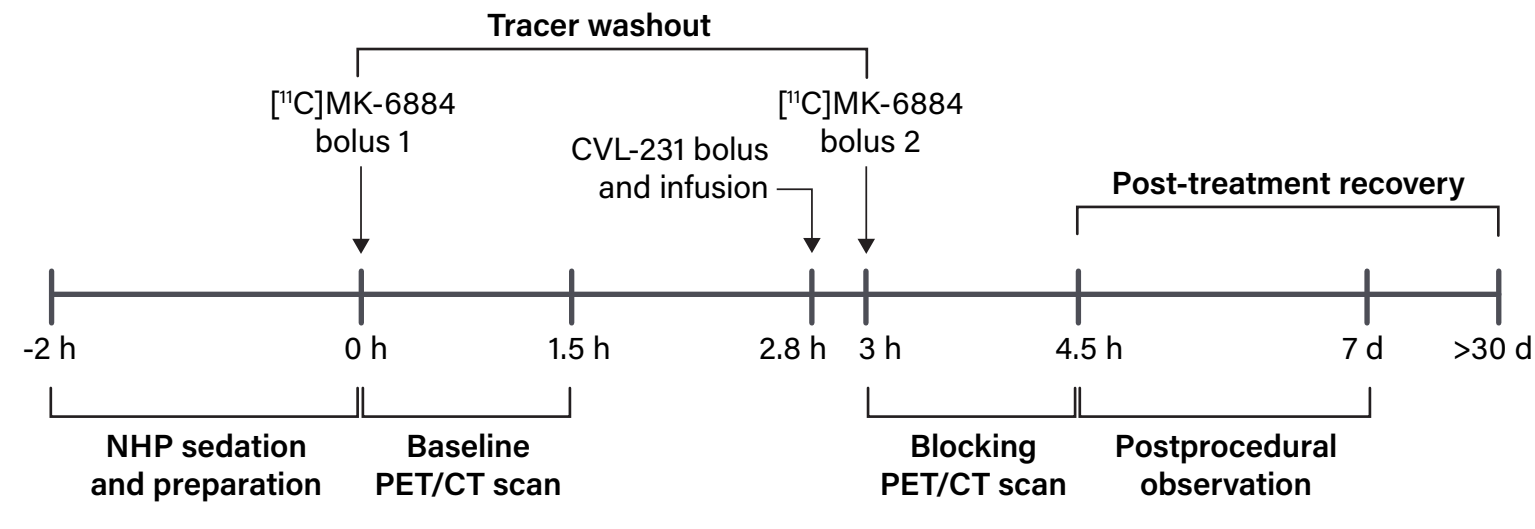 Tracer washout
[¹¹C]MK-6884
bolus 1
[¹¹C]MK-6884
bolus 2
CVL-231 bolus
and infusion
Post-treatment recovery
-2 h
0 h
1.5 h
2.8 h
3 h
4.5 h
7 d
>30 d
NHP sedation
and preparation
Baseline
PET/CT scan
Blocking
PET/CT scan
Postprocedural
observation